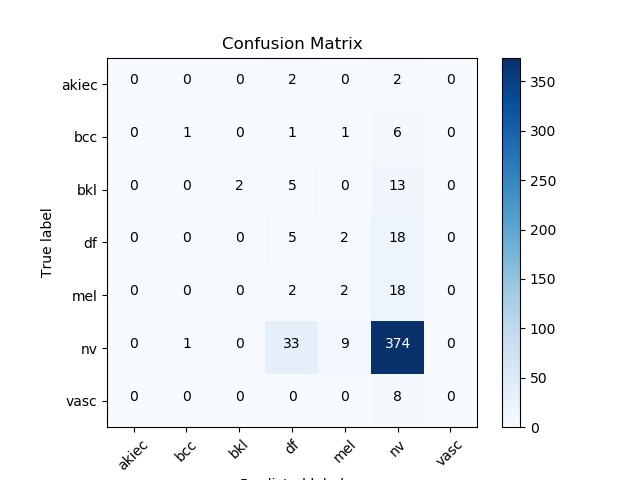 Confusion Matrix
True label
akiec 0 0 0 2 0 2 0
bcc 0 1 0 1 1 6 0
bkl 0 0 2 5 0 13 0
df 0 0 0 5 2 18 0
mel 0 0 0 2 2 18 0
nv 0 1 0 33 9 374 0
vasc 0 0 0 0 0 8 0
akiec bcc bkl df mel nv vasc
350
300
250
200
150
100
50
0